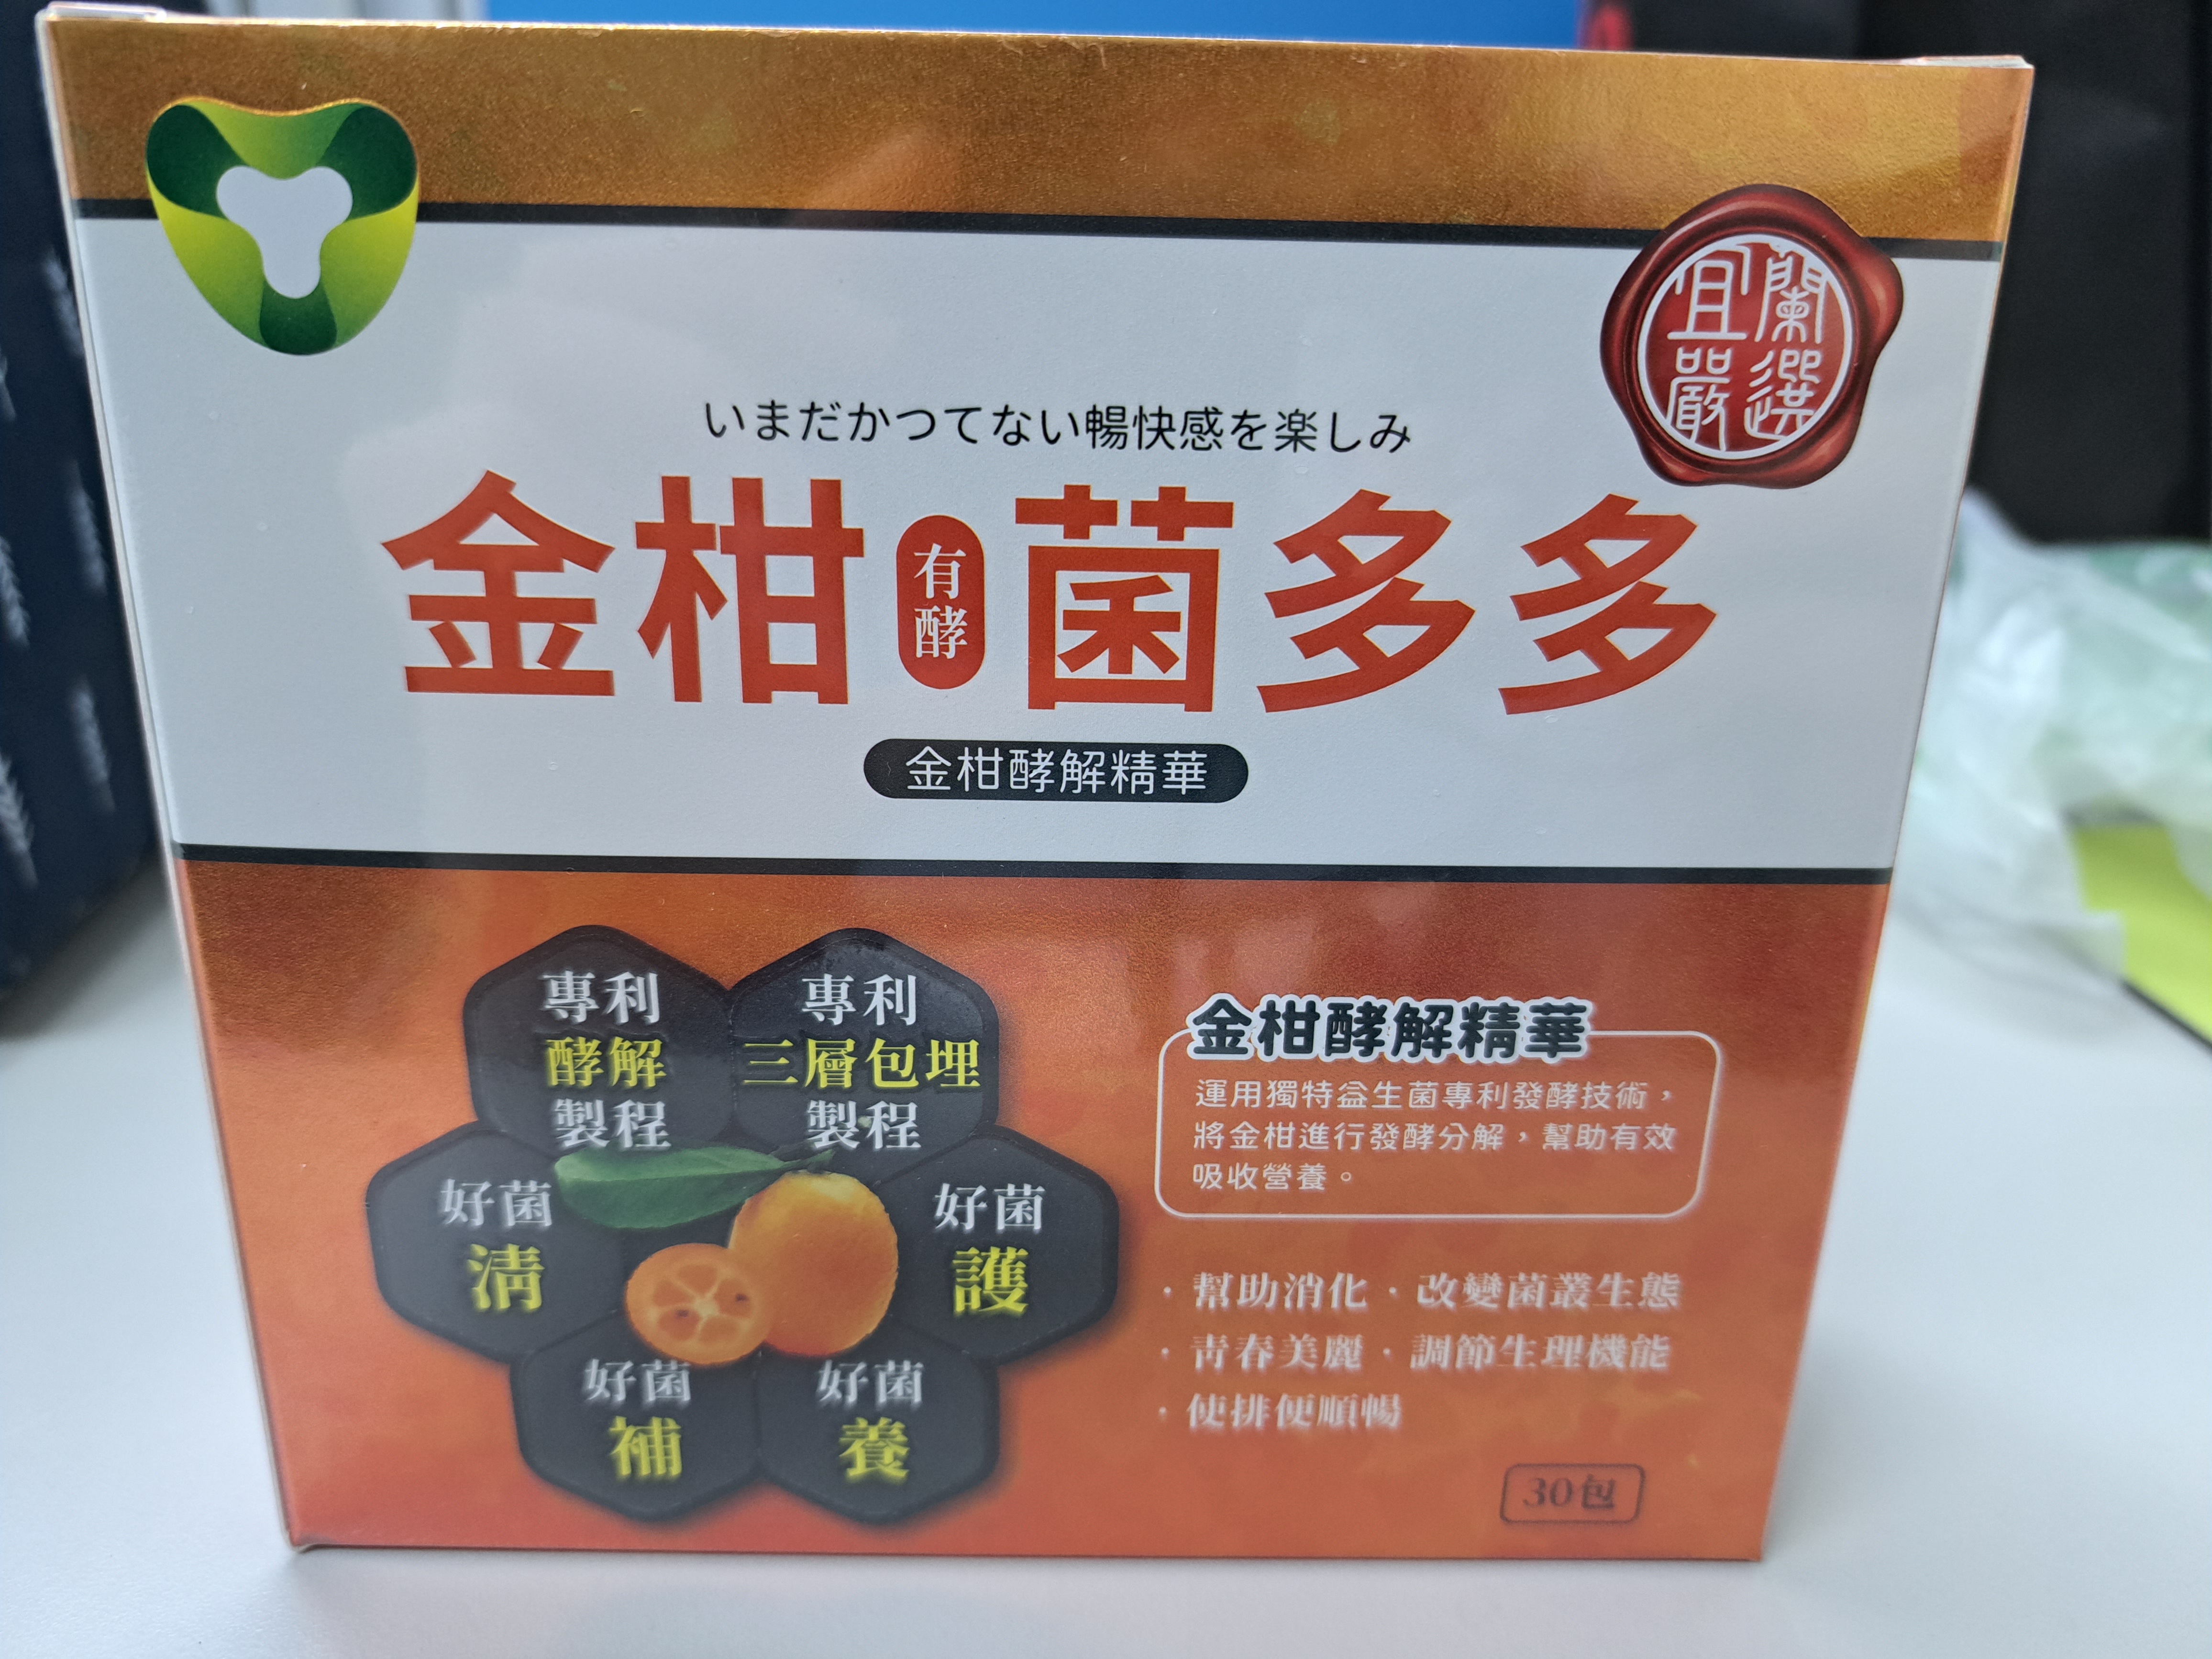 宜蘭
嚴選
いまだかつてない暢快感を楽しみ
金柑有酵菌多多
金柑酵解精華
專利
酵解
製程
專利
三層包埋
製程
好菌
清
好菌
護
好菌
補
好菌
養
金柑酵解精華
運用獨特益生菌專利發酵技術，
將金柑進行發酵分解，幫助有效
吸收營養。
·幫助消化·改變菌叢生態
·青春美麗·調節生理機能
·使排便順暢
30包